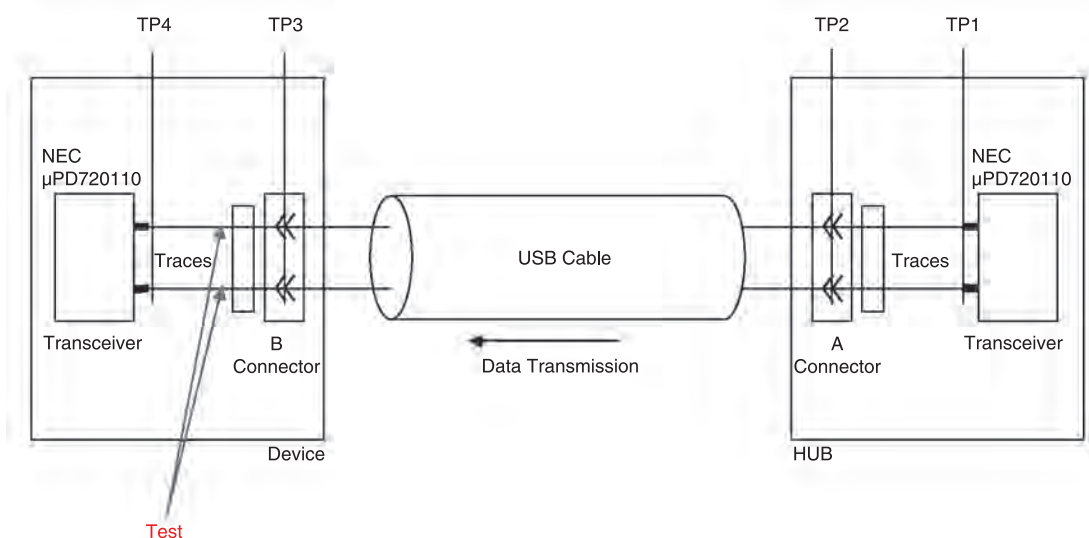 TP4
TP3
TP2
TP1
NEC
µPD720110
NEC
µPD720110
Traces
USB Cable
Traces
Transceiver
B
Connector
Data Transmission
A
Connector
Transceiver
Device
HUB
Test